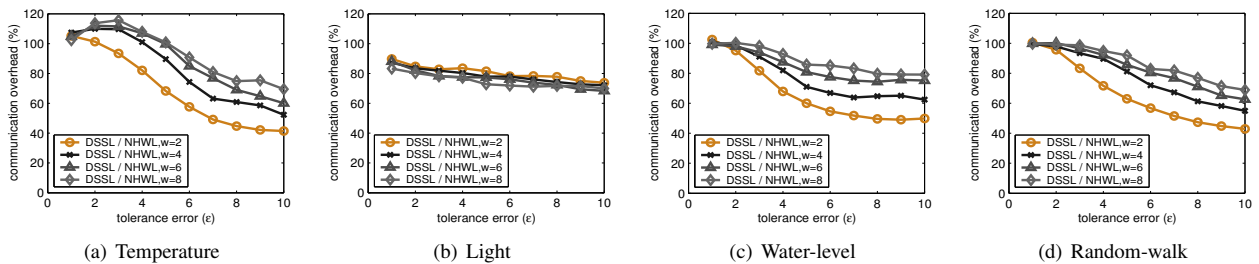 communication overhead (%)
120
100
80
60
40
20
0
DSSL / NHWL,w=2
DSSL / NHWL,w=4
DSSL / NHWL,w=6
DSSL / NHWL,w=8
0 2 4 6 8 10
tolerance error (ε)
(a) Temperature
communication overhead (%)
120
100
80
60
40
20
0
DSSL / NHWL,w=2
DSSL / NHWL,w=4
DSSL / NHWL,w=6
DSSL / NHWL,w=8
0 2 4 6 8 10
tolerance error (ε)
(b) Light
communication overhead (%)
120
100
80
60
40
20
0
DSSL / NHWL,w=2
DSSL / NHWL,w=4
DSSL / NHWL,w=6
DSSL / NHWL,w=8
0 2 4 6 8 10
tolerance error (ε)
(c) Water-level
communication overhead (%)
120
100
80
60
40
20
0
DSSL / NHWL,w=2
DSSL / NHWL,w=4
DSSL / NHWL,w=6
DSSL / NHWL,w=8
0 2 4 6 8 10
tolerance error (ε)
(d) Random-walk